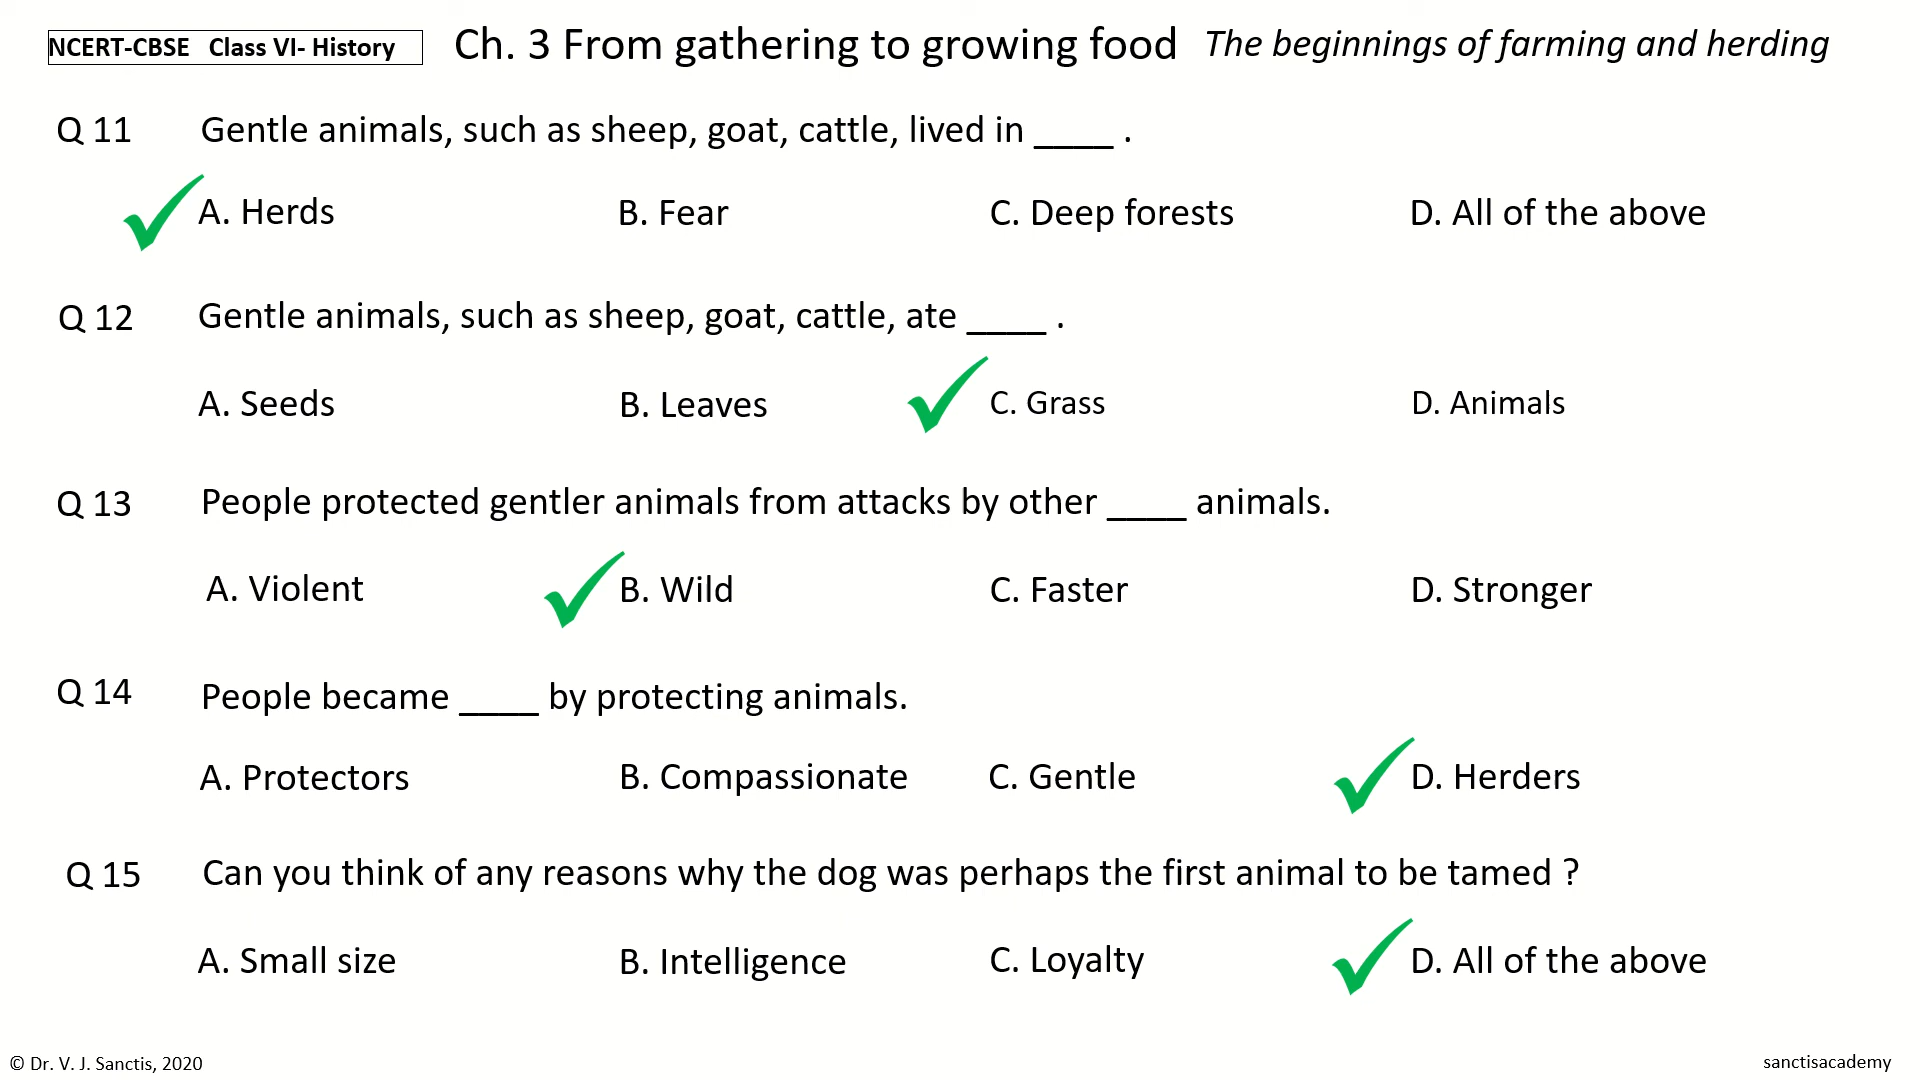 NCERT-CBSE Class VI- History Ch. 3 From gathering to growing food The beginnings of farming and herding
Q 11 Gentle animals, such as sheep, goat, cattle, lived in ____ .
A. Herds B. Fear C. Deep forests D. All of the above
Q 12 Gentle animals, such as sheep, goat, cattle, ate ____ .
A. Seeds B. Leaves C. Grass D. Animals
Q 13 People protected gentler animals from attacks by other ____ animals.
A. Violent B. Wild C. Faster D. Stronger
Q 14 People became ____ by protecting animals.
A. Protectors B. Compassionate C. Gentle D. Herders
Q 15 Can you think of any reasons why the dog was perhaps the first animal to be tamed ?
A. Small size B. Intelligence C. Loyalty D. All of the above
© Dr. V. J. Sanctis, 2020 sanctisacademy